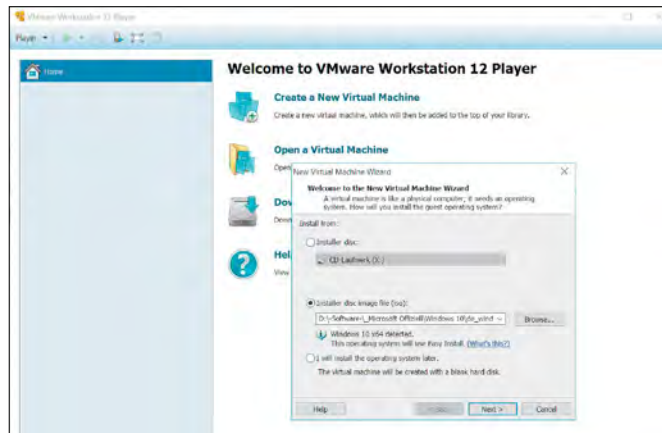 VMware Workstation 12 Player
Player
Home
Welcome to VMware Workstation 12 Player
Create a New Virtual Machine
Create a new virtual machine, which will then be added to the top of your library.
Open a Virtual Machine
Open
Dow
Down
Hel
View
New Virtual Machine Wizard
Welcome to the New Virtual Machine Wizard
A virtual machine is like a physical computer; it needs an operating
system. How will you install the guest operating system?
Install from:
Installer disc:
CD-Laufwerk
Installer disc image file (iso):
Windows 10 x64 detected.
This operating system will use Easy Install. (What's this?)
I will install the operating system later.
The virtual machine will be created with a blank hard disk.
Browse...
Help
Next >
Cancel